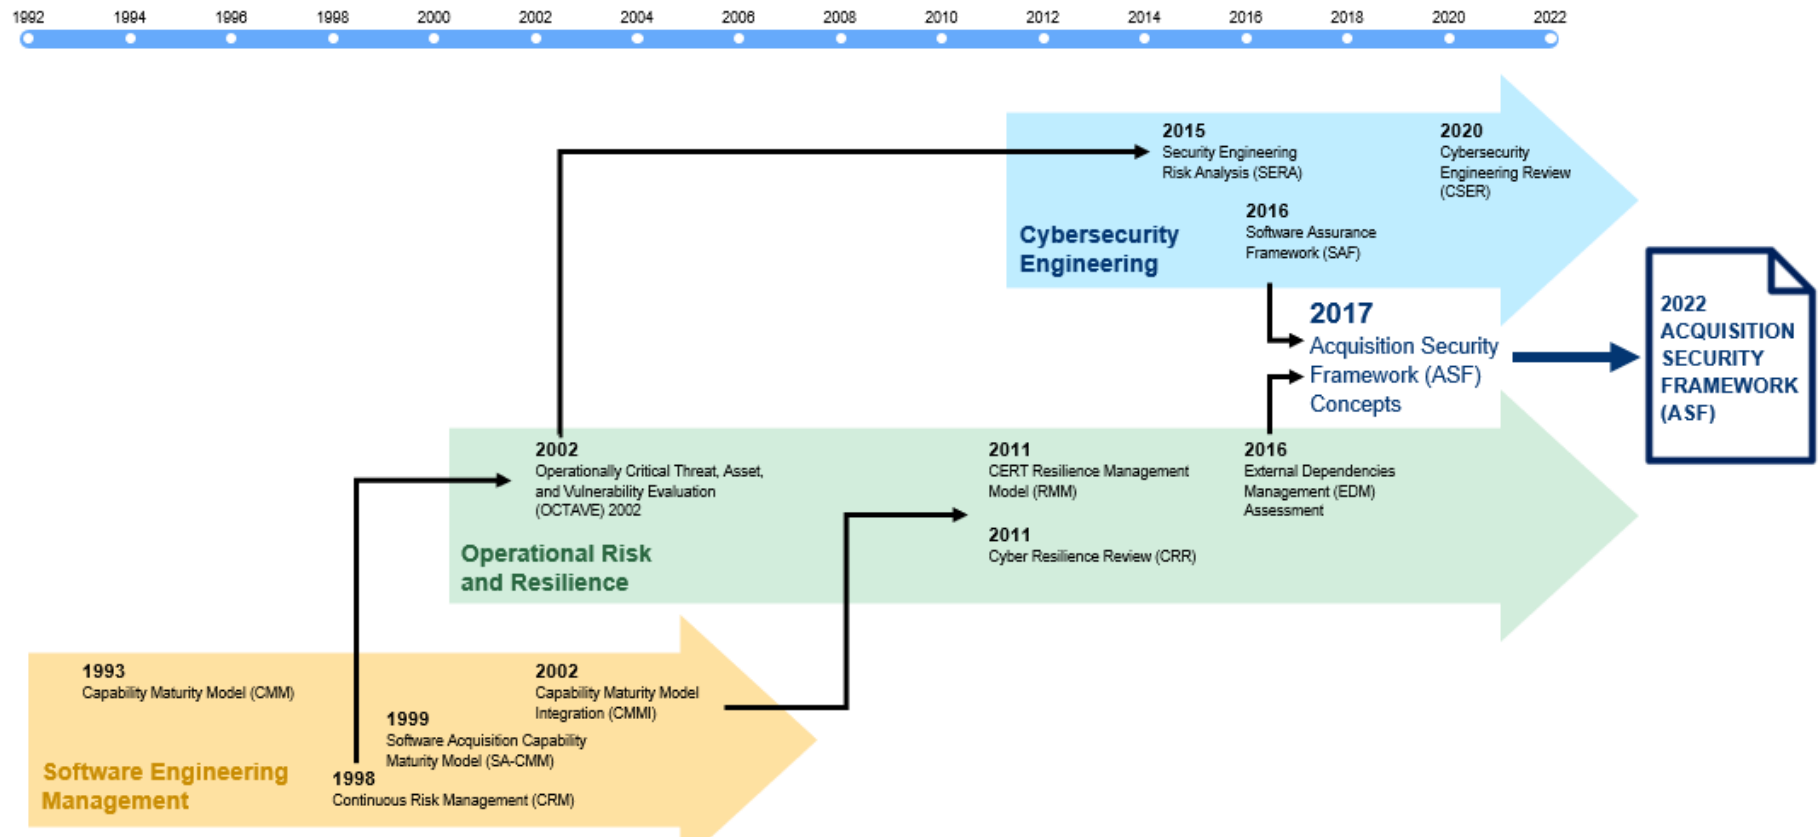 1992 1994 1996 1998 2000 2002 2004 2006 2008 2010 2012 2014 2016 2018 2020 2022
2015
Security Engineering
Risk Analysis (SERA)
2020
Cybersecurity
Engineering Review
(CSER)
2016
Software Assurance
Framework (SAF)
Cybersecurity
Engineering
2017
Acquisition Security
Framework (ASF)
Concepts
2022
ACQUISITION
SECURITY
FRAMEWORK
(ASF)
2002
Operationally Critical Threat, Asset,
and Vulnerability Evaluation
(OCTAVE) 2002
2011
CERT Resilience Management
Model (RMM)
2011
Cyber Resilience Review (CRR)
2016
External Dependencies
Management (EDM)
Assessment
Operational Risk
and Resilience
1993
Capability Maturity Model (CMM)
2002
Capability Maturity Model
Integration (CMMI)
1999
Software Acquisition Capability
Maturity Model (SA-CMM)
1998
Continuous Risk Management (CRM)
Software Engineering
Management